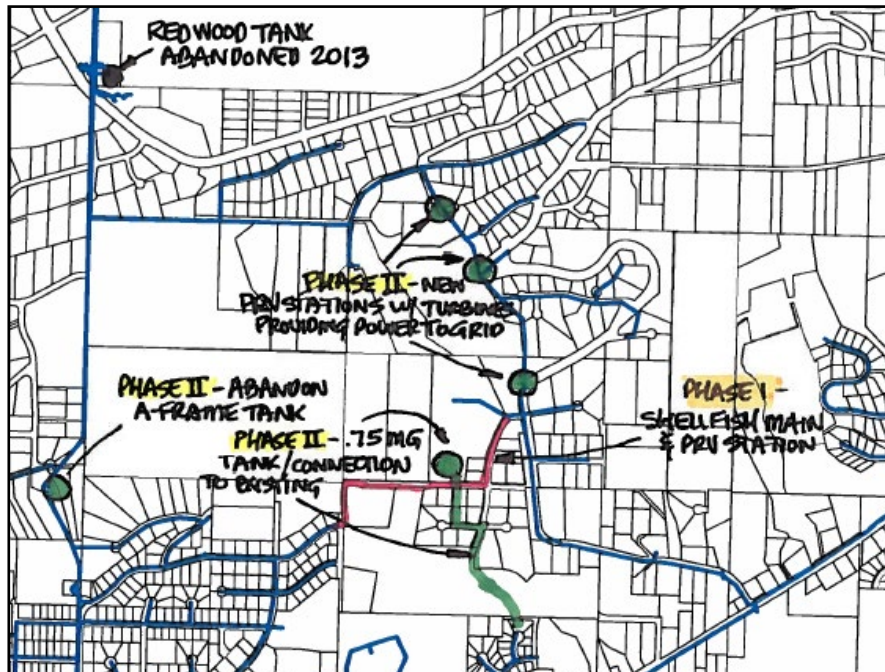 REDWOOD TANK
ABANDONED 2013
PHASE II - NEW
PRV STATIONS W/ TURBINES
PROVIDING POWER TO GRID
PHASE II - ABANDON
A-FRAME TANK
PHASE II - .75 MG
TANK/CONNECTION
TO EXISTING
PHASE 1 -
SHELLFISH MAIN
& PRV STATION